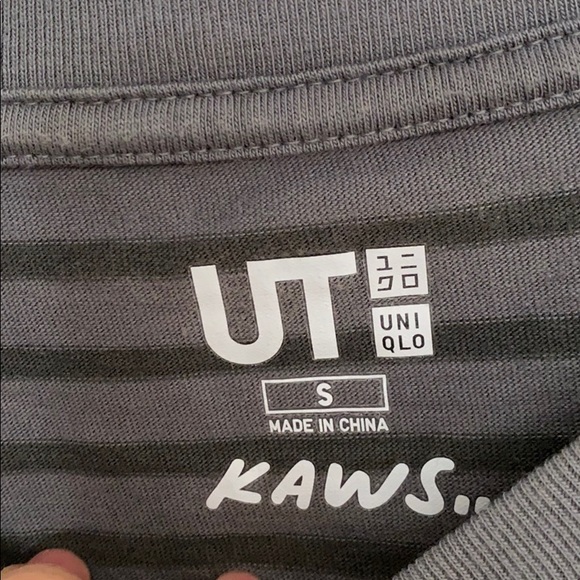 UT
ユニ
クロ
UNI
QLO
S
MADE IN CHINA
KAWS..